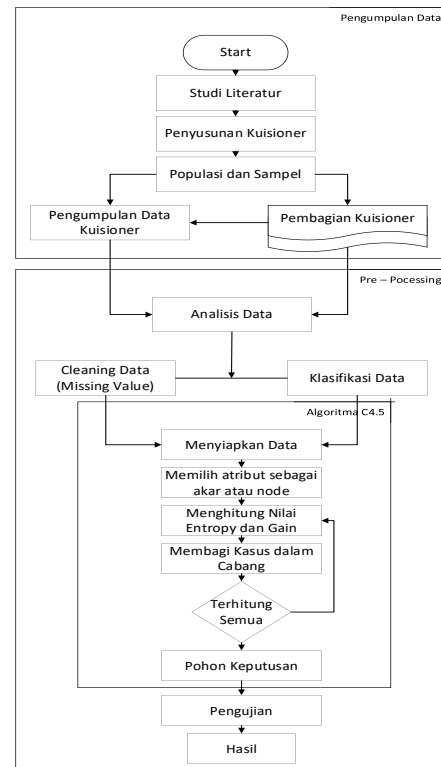 Pengumpulan Data
Start
Studi Literatur
Penyusunan Kuisioner
Populasi dan Sampel
Pengumpulan Data
Kuisioner
Pembagian Kuisioner
Pre – Pocessing
Analisis Data
Cleaning Data
(Missing Value)
Klasifikasi Data
Algoritma C4.5
Menyiapkan Data
Memilih atribut sebagai
akar atau node
Menghitung Nilai
Entropy dan Gain
Membagi Kasus dalam
Cabang
Terhitung
Semua
Pohon Keputusan
Pengujian
Hasil